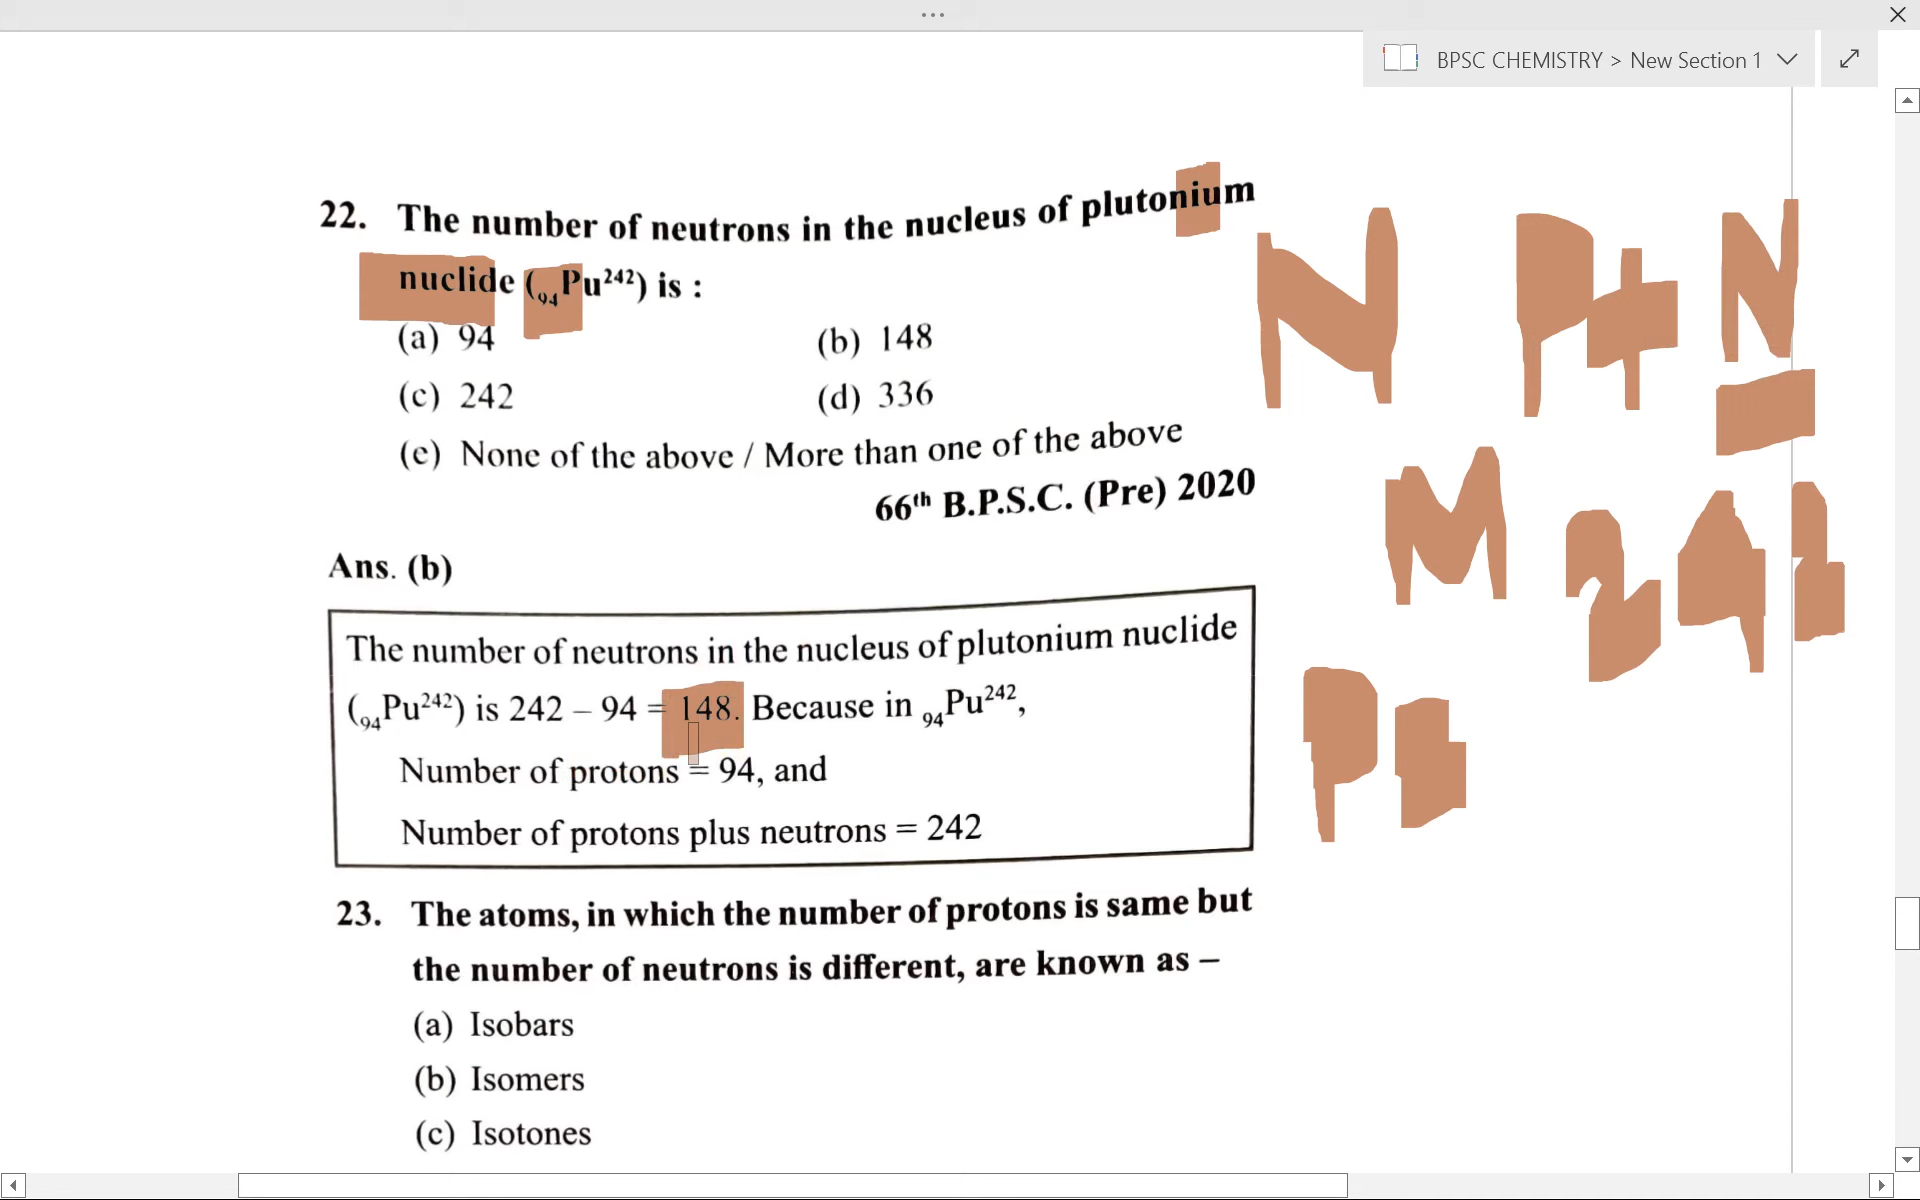 BPSC CHEMISTRY > New Section 1
22. The number of neutrons in the nucleus of plutonium
nuclide (₉₄Pu²⁴²) is :
(a) 94
(b) 148
(c) 242
(d) 336
(e) None of the above / More than one of the above
66th B.P.S.C. (Pre) 2020
Ans. (b)
The number of neutrons in the nucleus of plutonium nuclide
(₉₄Pu²⁴²) is 242 – 94 = 148. Because in ₉₄Pu²⁴²,
Number of protons = 94, and
Number of protons plus neutrons = 242
23. The atoms, in which the number of protons is same but
the number of neutrons is different, are known as –
(a) Isobars
(b) Isomers
(c) Isotones
N P+N
M 242